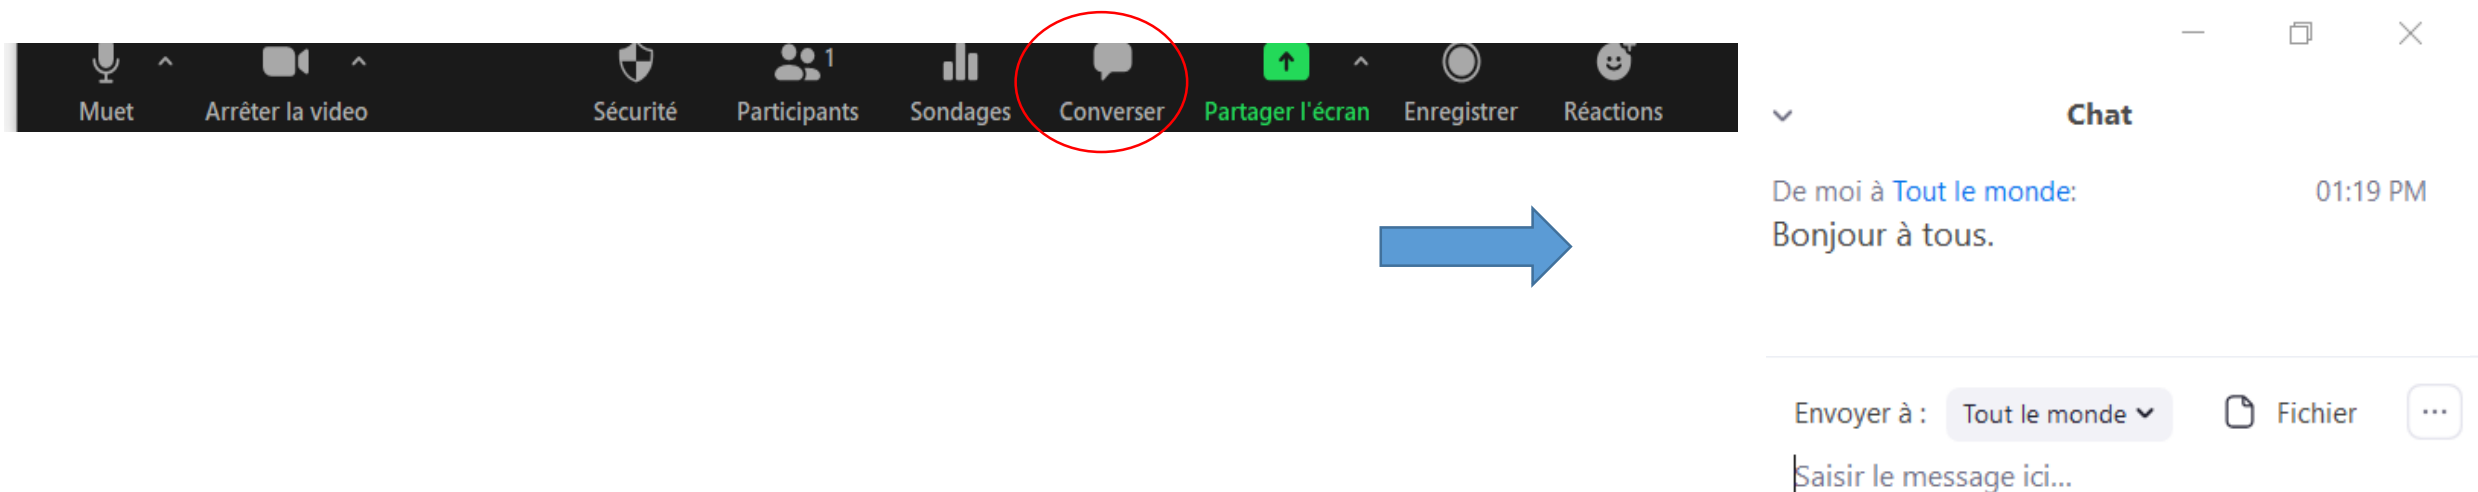 1
Muet
Arrêter la video
Sécurité
Participants
Sondages
Converser
Partager l'écran
Enregistrer
Réactions
Chat
De moi à Tout le monde: 01:19 PM
Bonjour à tous.
Envoyer à : Tout le monde Fichier ...
Saisir le message ici...